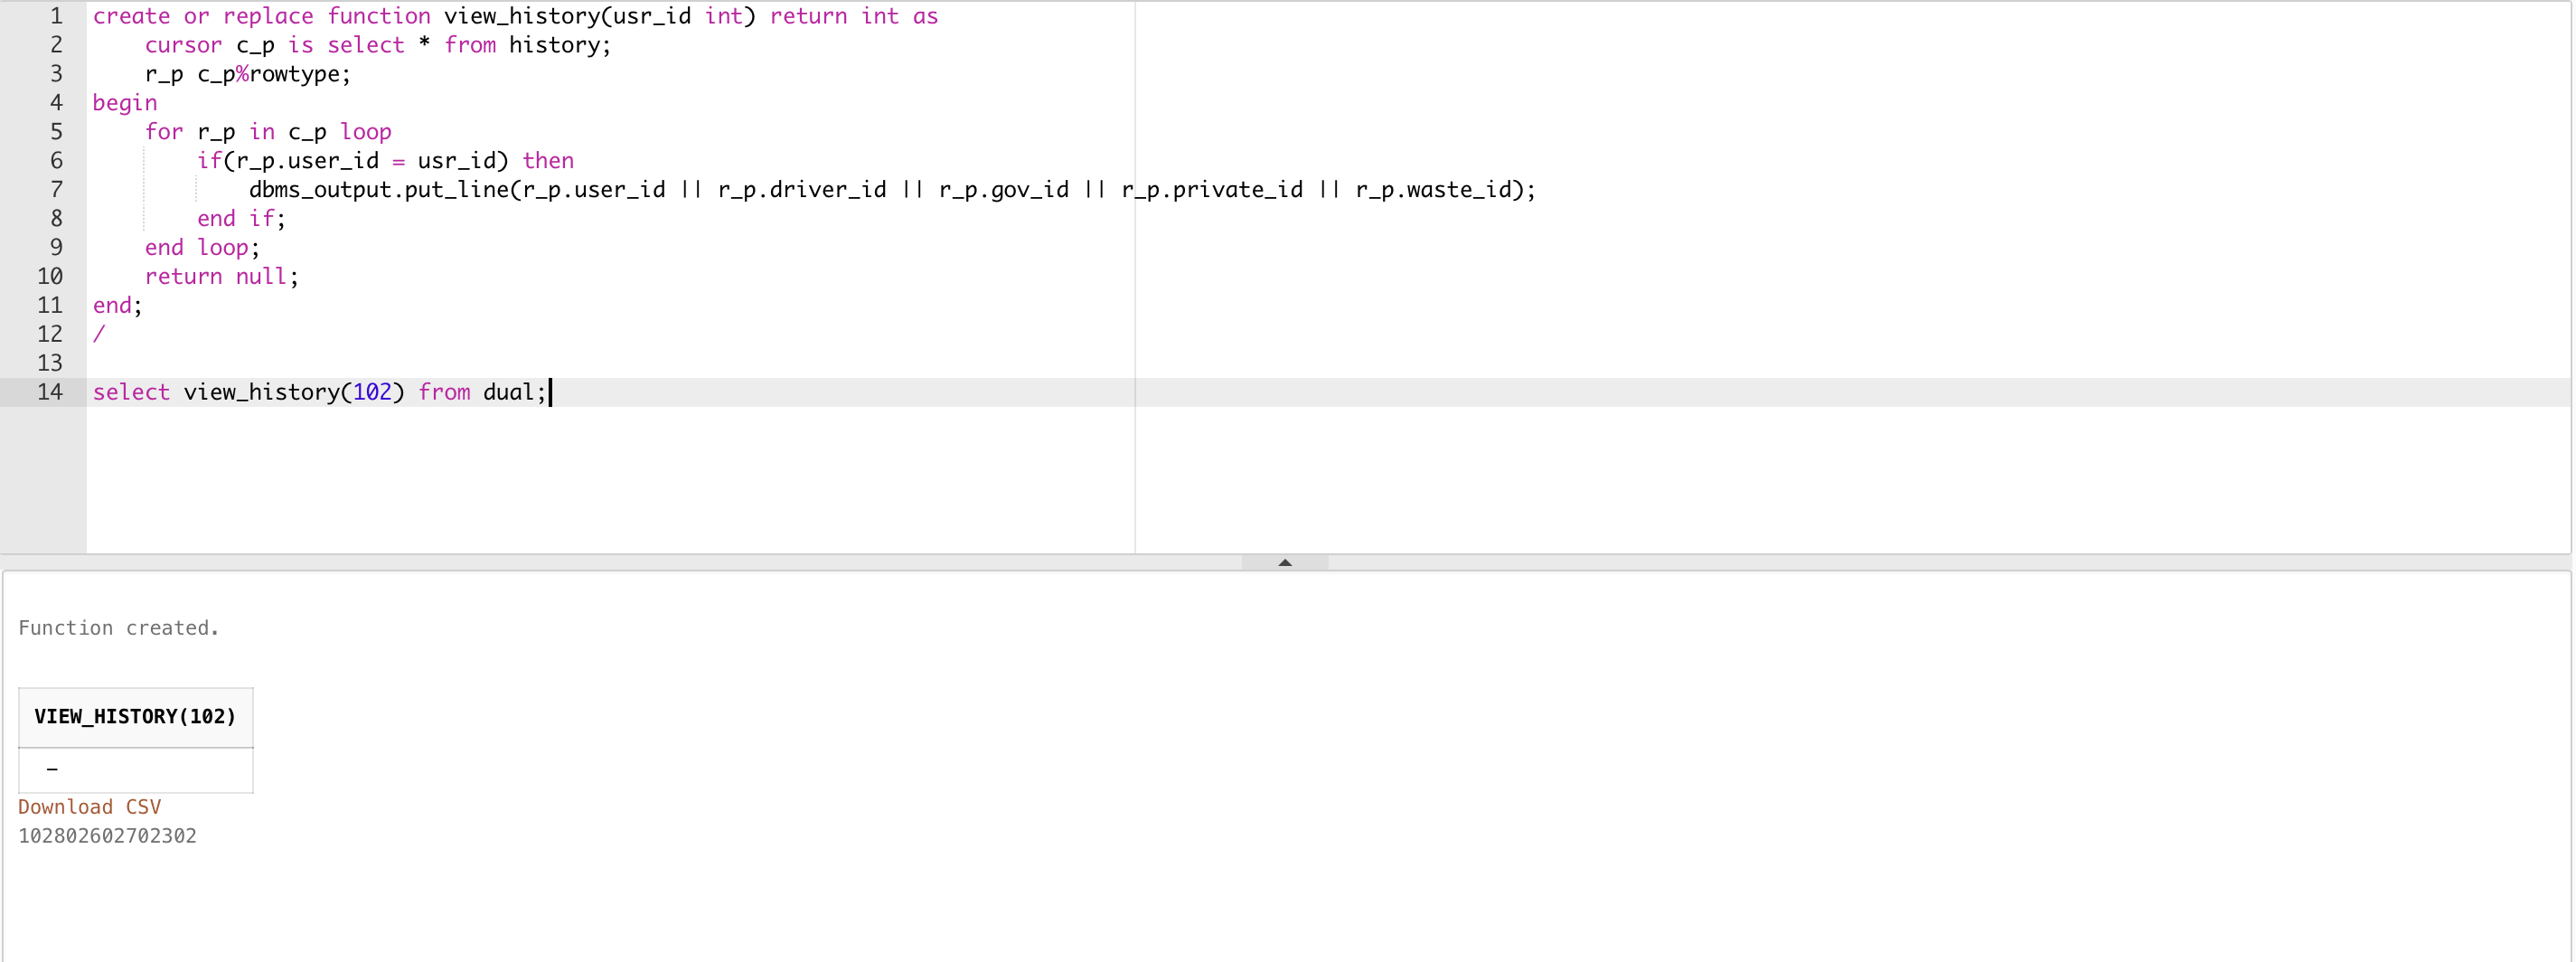 1 create or replace function view_history(usr_id int) return int as
2     cursor c_p is select * from history;
3     r_p c_p%rowtype;
4 begin
5     for r_p in c_p loop
6         if(r_p.user_id = usr_id) then
7             dbms_output.put_line(r_p.user_id || r_p.driver_id || r_p.gov_id || r_p.private_id || r_p.waste_id);
8         end if;
9     end loop;
10     return null;
11 end;
12 /
13
14 select view_history(102) from dual;
Function created.
VIEW_HISTORY(102)
–
Download CSV
102802602702302